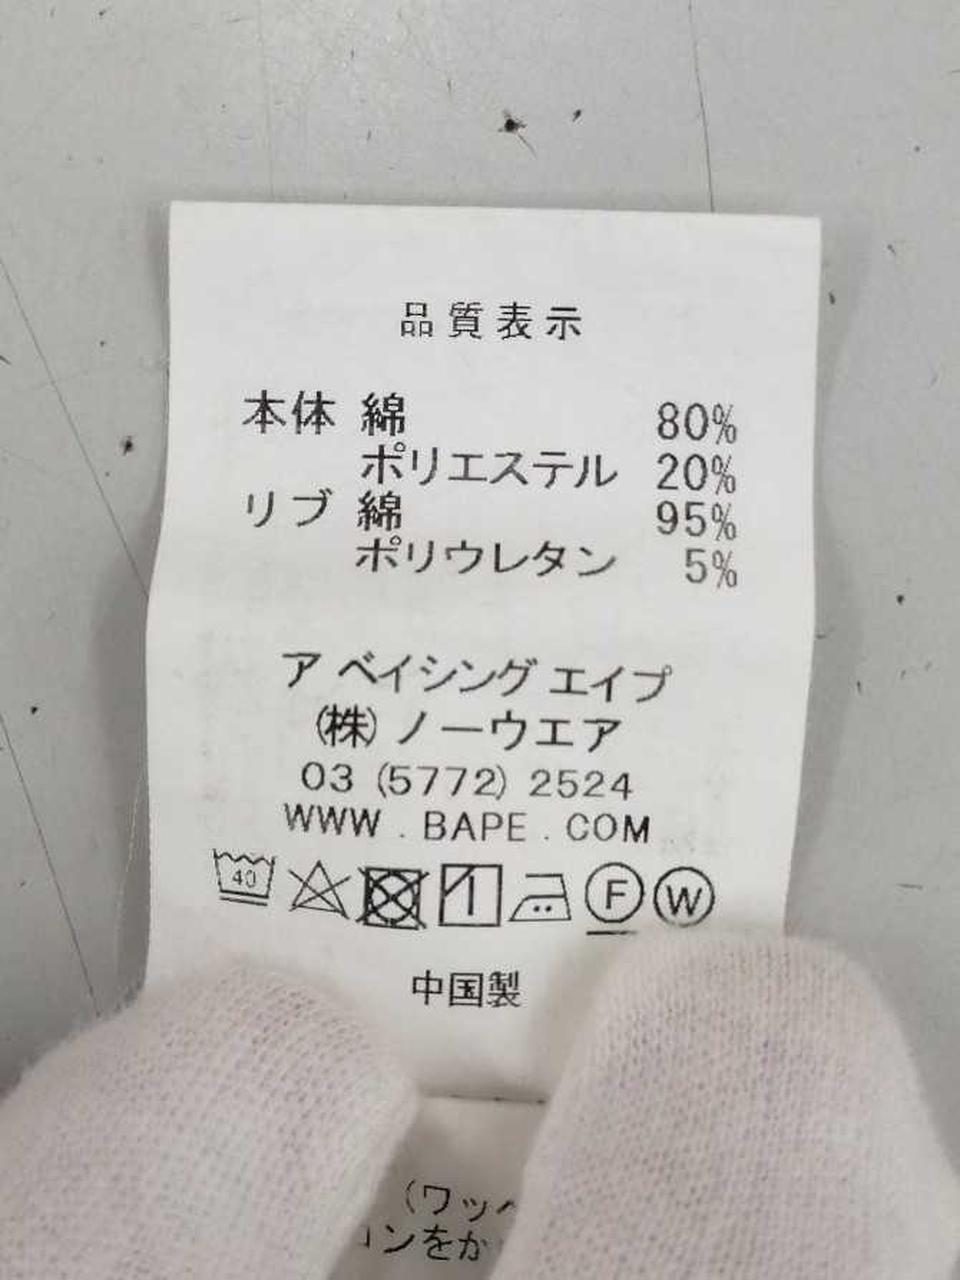 品質表示
本体 綿 80%
ポリエステル 20%
リブ 綿 95%
ポリウレタン 5%
ア ベイシング エイプ
(株) ノーウエア
03 (5772) 2524
WWW . BAPE . COM
40 F W
中国製
(ワッペ
ンをか